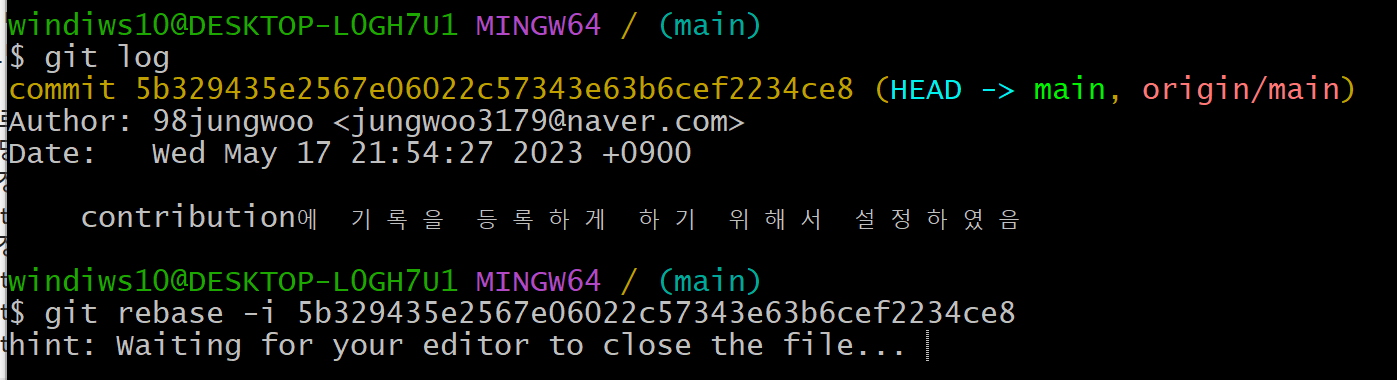 windiws10@DESKTOP-L0GH7U1 MINGW64 / (main)
$ git log
commit 5b329435e2567e06022c57343e63b6cef2234ce8 (HEAD -> main, origin/main)
Author: 98jungwoo <jungwoo3179@naver.com>
Date:   Wed May 17 21:54:27 2023 +0900
contribution에 기록을 등록하게 하기 위해서 설정하였음
windiws10@DESKTOP-L0GH7U1 MINGW64 / (main)
$ git rebase -i 5b329435e2567e06022c57343e63b6cef2234ce8
hint: Waiting for your editor to close the file...